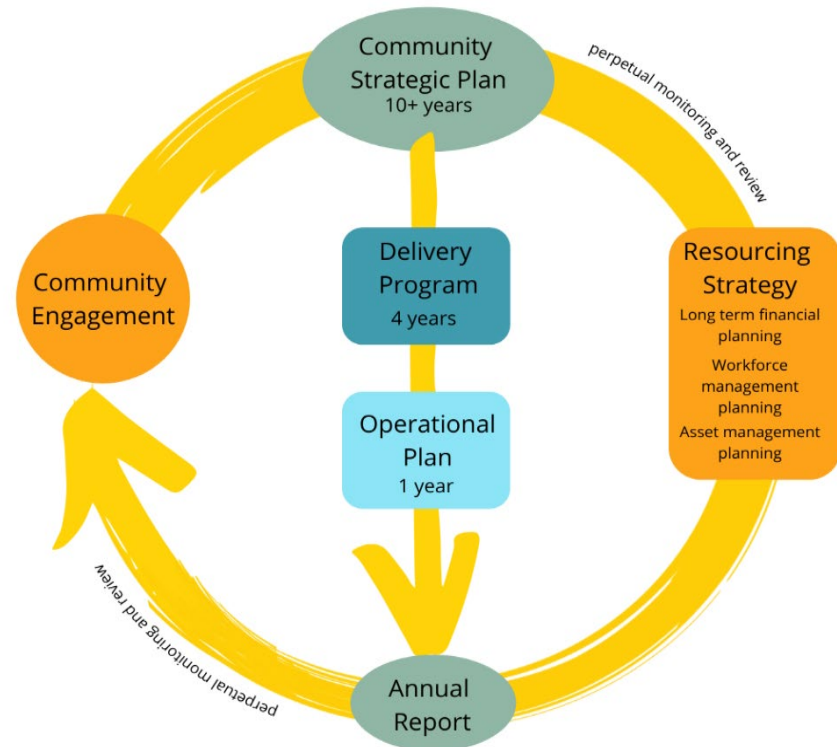 Community
Strategic Plan
10+ years
perpetual monitoring and review
Community
Engagement
Delivery
Program
4 years
Resourcing
Strategy
Long term financial
planning
Workforce
management
planning
Asset management
planning
Operational
Plan
1 year
perpetual monitoring and review
Annual
Report